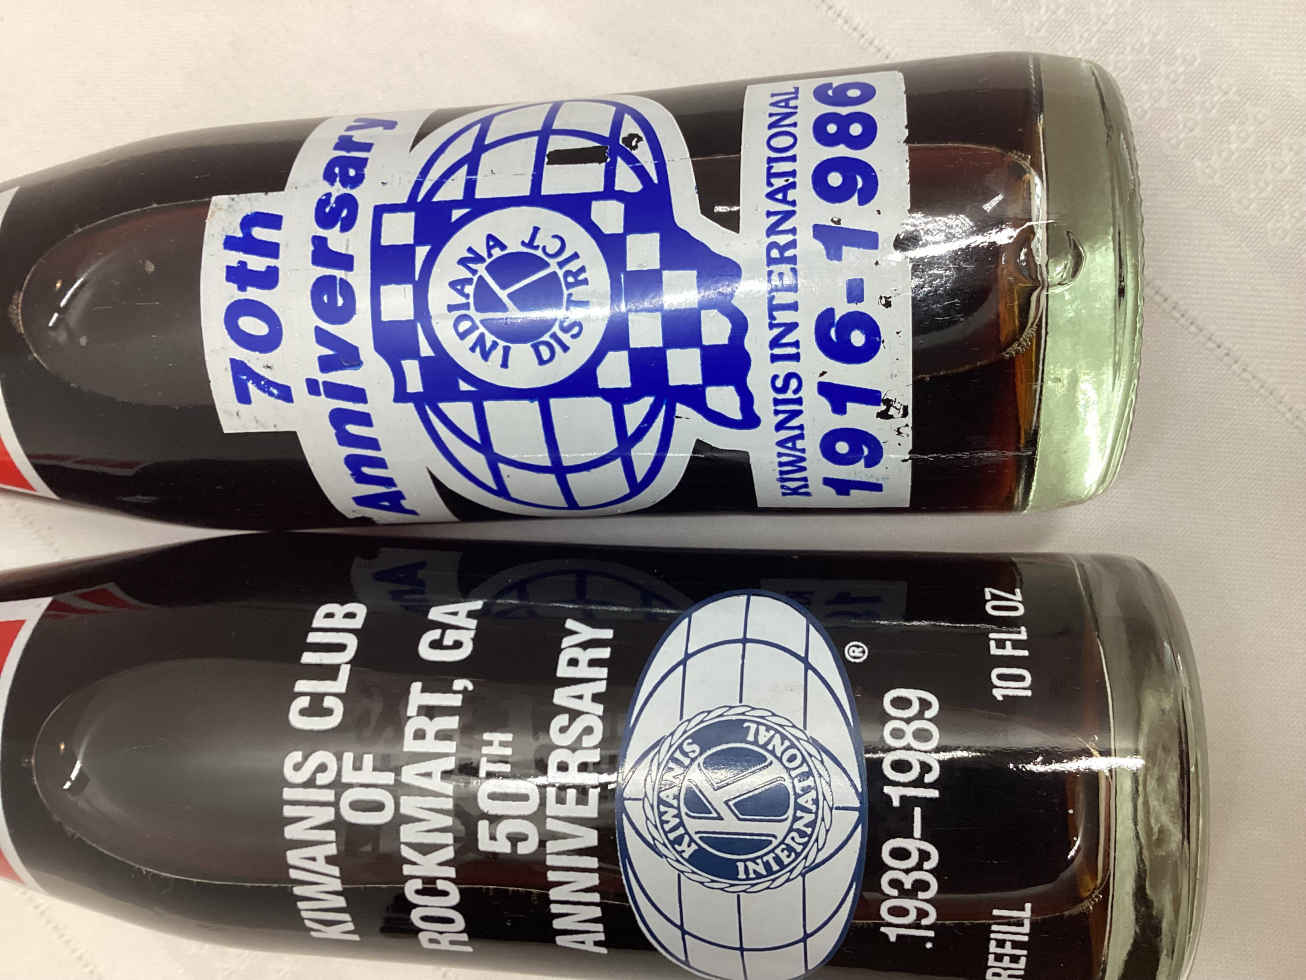 70th
Anniversary
INDIANA DISTRICT
K
KIWANIS INTERNATIONAL
1916-1986
KIWANIS CLUB
OF
ROCKMART, GA
50TH
ANNIVERSARY
KIWANIS INTERNATIONAL
K
®
1939–1989
REFILL 10 FL OZ